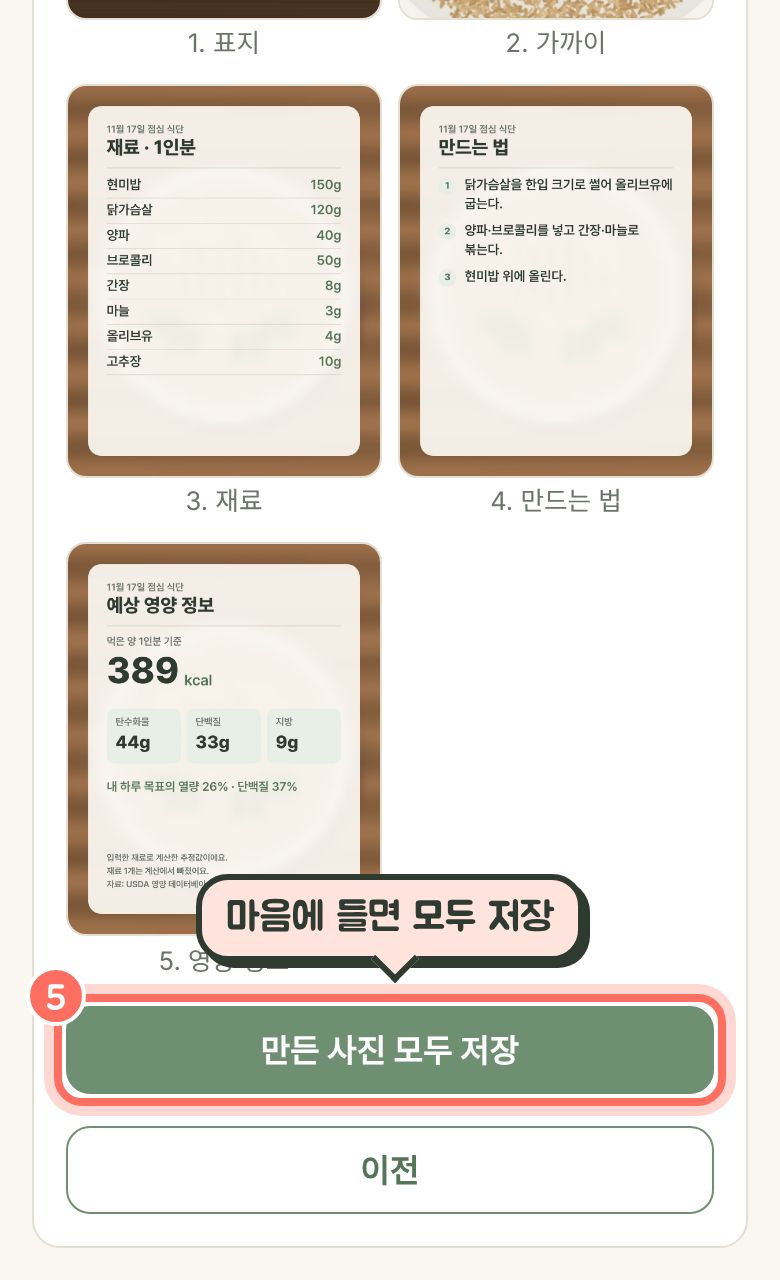 1. 표지
2. 가까이
11월 17일 점심 식단
재료 · 1인분
현미밥 150g
닭가슴살 120g
양파 40g
브로콜리 50g
간장 8g
마늘 3g
올리브유 4g
고추장 10g
3. 재료
11월 17일 점심 식단
만드는 법
1 닭가슴살을 한입 크기로 썰어 올리브유에
굽는다.
2 양파·브로콜리를 넣고 간장·마늘로
볶는다.
3 현미밥 위에 올린다.
4. 만드는 법
11월 17일 점심 식단
예상 영양 정보
먹은 양 1인분 기준
389 kcal
탄수화물 단백질 지방
44g 33g 9g
내 하루 목표의 열량 26% · 단백질 37%
입력한 재료로 계산한 추정값이에요.
재료 1개는 계산에서 빠졌어요.
자료: USDA 영양
마음에 들면 모두 저장
5.
5
만든 사진 모두 저장
이전